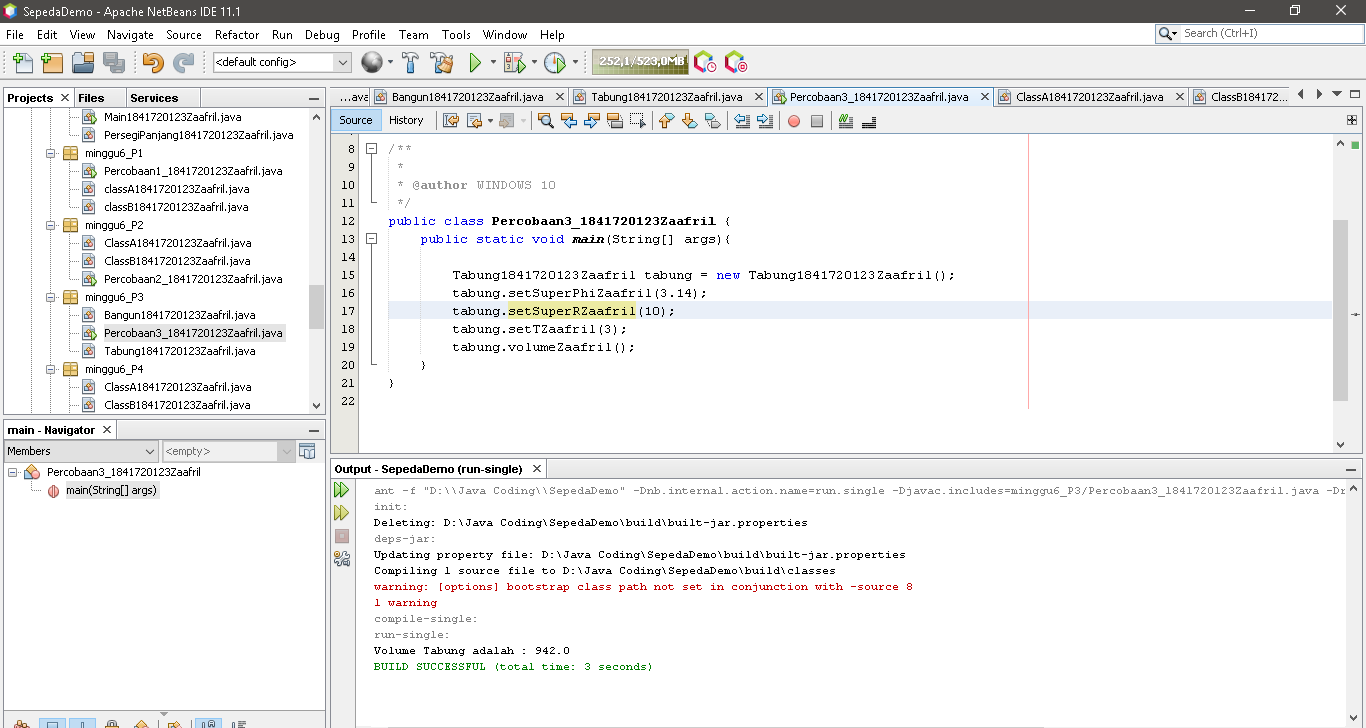 SepedaDemo - Apache NetBeans IDE 11.1
File Edit View Navigate Source Refactor Run Debug Profile Team Tools Window Help
Search (Ctrl+I)
<default config>
252,1/523,0MB
Projects
Files
Services
Main1841720123Zaafril.java
PersegiPanjang1841720123Zaafril.java
minggu6_P1
Percobaan1_1841720123Zaafril.java
classA1841720123Zaafril.java
classB1841720123Zaafril.java
minggu6_P2
ClassA1841720123Zaafril.java
ClassB1841720123Zaafril.java
Percobaan2_1841720123Zaafril.java
minggu6_P3
Bangun1841720123Zaafril.java
Percobaan3_1841720123Zaafril.java
Tabung1841720123Zaafril.java
minggu6_P4
ClassA1841720123Zaafril.java
ClassB1841720123Zaafril.java
main - Navigator
Members
<empty>
Percobaan3_1841720123Zaafril
main(String[] args)
...ava
Bangun1841720123Zaafril.java
Tabung1841720123Zaafril.java
Percobaan3_1841720123Zaafril.java
ClassA1841720123Zaafril.java
ClassB184172...
Source History
8 /**
9 *
10 * @author WINDOWS 10
11 */
12 public class Percobaan3_1841720123Zaafril {
13 public static void main(String[] args){
14
15 Tabung1841720123Zaafril tabung = new Tabung1841720123Zaafril();
16 tabung.setSuperPhiZaafril(3.14);
17 tabung.setSuperRZaafril(10);
18 tabung.setTZaafril(3);
19 tabung.volumeZaafril();
20 }
21 }
22
Output - SepedaDemo (run-single)
ant -f "D:\\Java Coding\\SepedaDemo" -Dnb.internal.action.name=run.single -Djavac.includes=minggu6_P3/Percobaan3_1841720123Zaafril.java -Dr
init:
Deleting: D:\Java Coding\SepedaDemo\build\built-jar.properties
deps-jar:
Updating property file: D:\Java Coding\SepedaDemo\build\built-jar.properties
Compiling 1 source file to D:\Java Coding\SepedaDemo\build\classes
warning: [options] bootstrap class path not set in conjunction with -source 8
1 warning
compile-single:
run-single:
Volume Tabung adalah : 942.0
BUILD SUCCESSFUL (total time: 3 seconds)